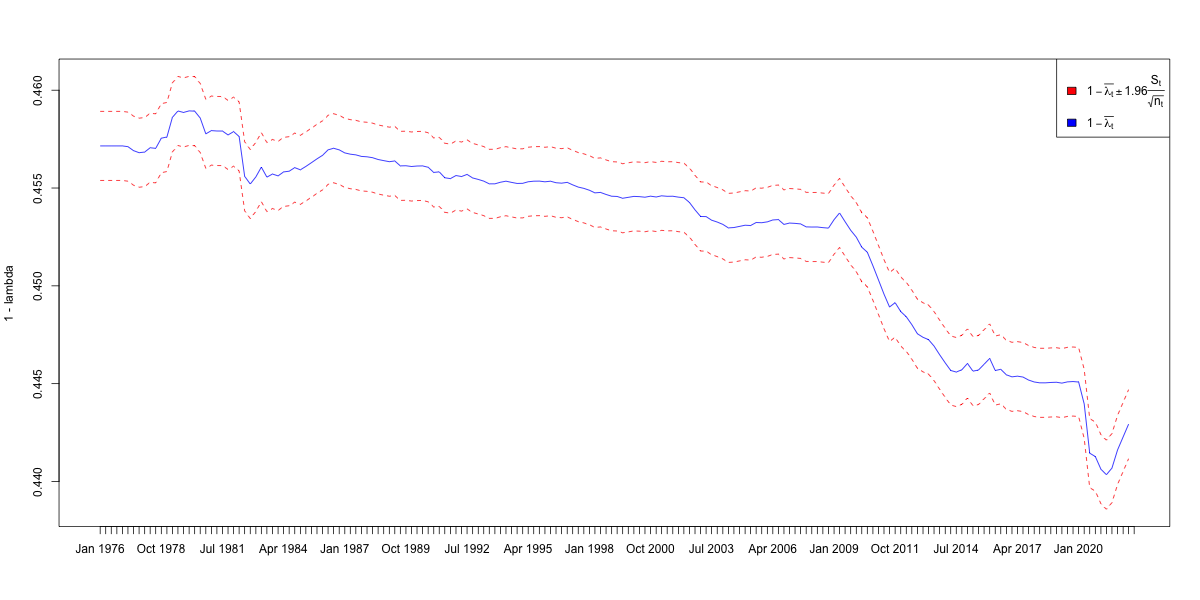 1 − λ̅ₜ ± 1.96 Sₜ/√nₜ
1 − λ̅ₜ
1 - lambda
0.460
0.455
0.450
0.445
0.440
Jan 1976 Oct 1978 Jul 1981 Apr 1984 Jan 1987 Oct 1989 Jul 1992 Apr 1995 Jan 1998 Oct 2000 Jul 2003 Apr 2006 Jan 2009 Oct 2011 Jul 2014 Apr 2017 Jan 2020